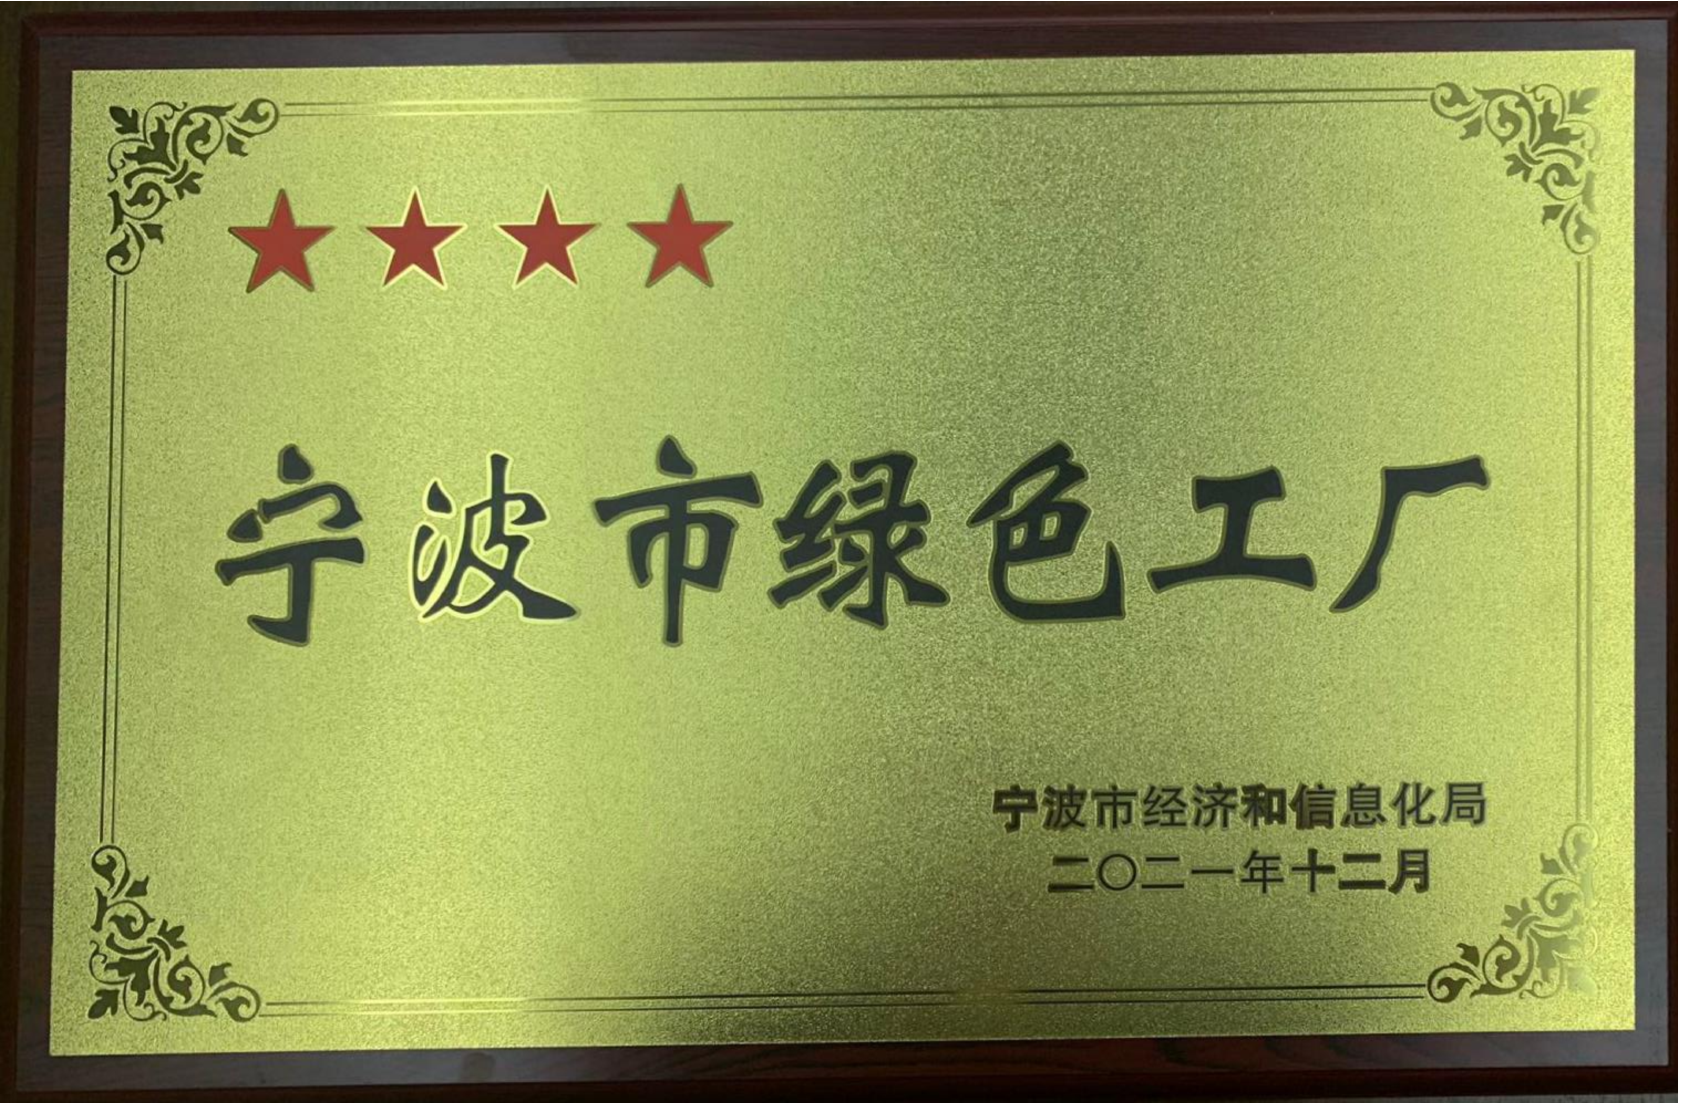 宁波市绿色工厂
宁波市经济和信息化局
二〇二一年十二月